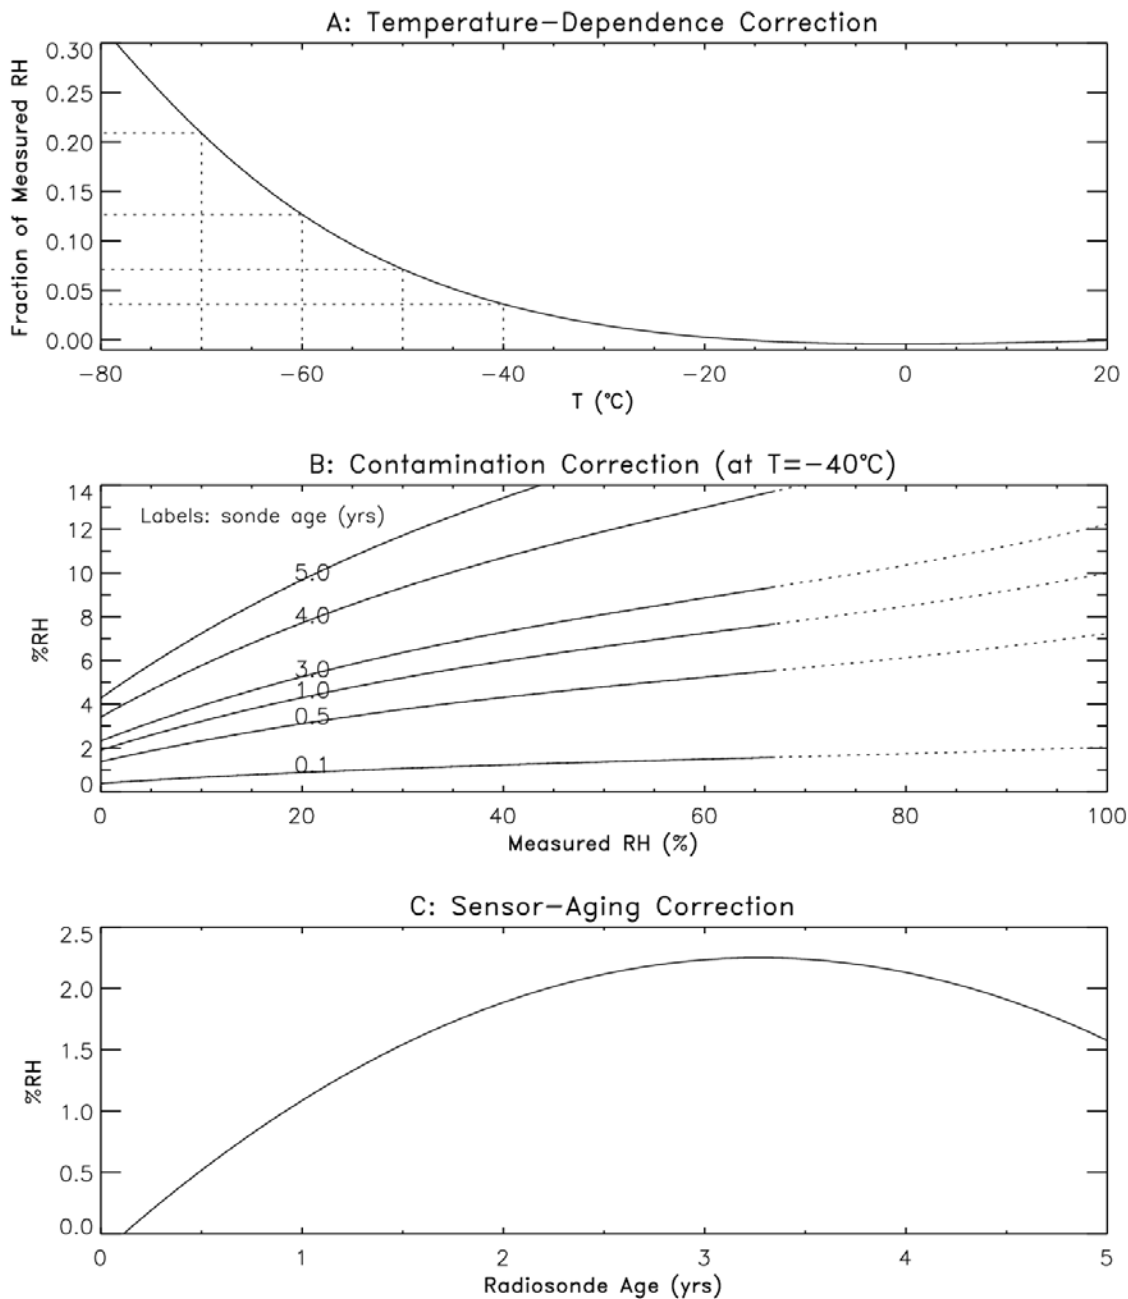 A: Temperature-Dependence Correction
Fraction of Measured RH
0.30
0.25
0.20
0.15
0.10
0.05
0.00
-80 -60 -40 -20 0 20
T (°C)
B: Contamination Correction (at T=-40°C)
%RH
14
12
10
8
6
4
2
0
Labels: sonde age (yrs)
5.0
4.0
3.0
1.0
0.5
0.1
0 20 40 60 80 100
Measured RH (%)
C: Sensor-Aging Correction
%RH
2.5
2.0
1.5
1.0
0.5
0.0
0 1 2 3 4 5
Radiosonde Age (yrs)